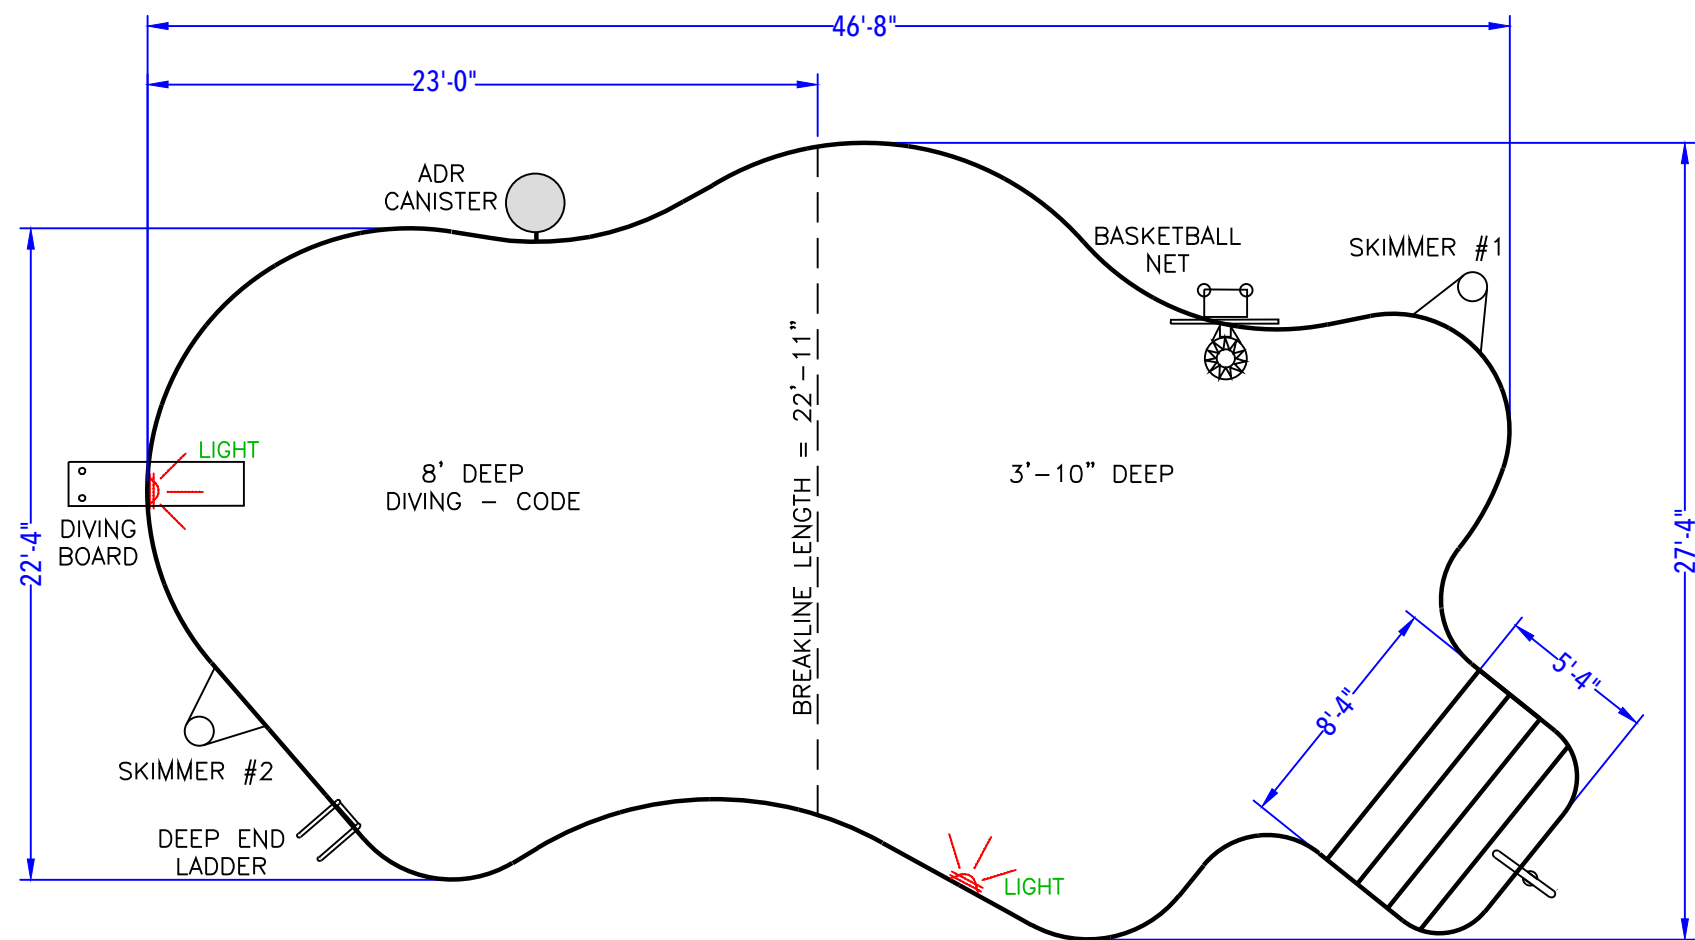 46'-8"
23'-0"
ADR
CANISTER
BASKETBALL
NET
SKIMMER #1
LIGHT
8' DEEP
DIVING - CODE
BREAKLINE LENGTH = 22'-11"
3'-10" DEEP
DIVING
BOARD
22'-4"
27'-4"
5'-4"
8'-4"
SKIMMER #2
DEEP END
LADDER
LIGHT